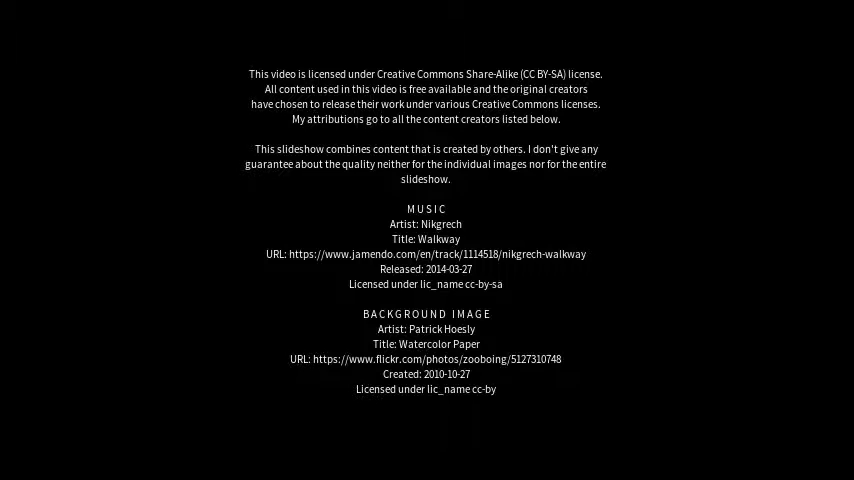 This video is licensed under Creative Commons Share-Alike (CC BY-SA) license.
All content used in this video is free available and the original creators
have chosen to release their work under various Creative Commons licenses.
My attributions go to all the content creators listed below.
This slideshow combines content that is created by others. I don't give any
guarantee about the quality neither for the individual images nor for the entire
slideshow.
MUSIC
Artist: Nikgrech
Title: Walkway
URL: https://www.jamendo.com/en/track/1114518/nikgrech-walkway
Released: 2014-03-27
Licensed under lic_name cc-by-sa
BACKGROUND IMAGE
Artist: Patrick Hoesly
Title: Watercolor Paper
URL: https://www.flickr.com/photos/zooboing/5127310748
Created: 2010-10-27
Licensed under lic_name cc-by